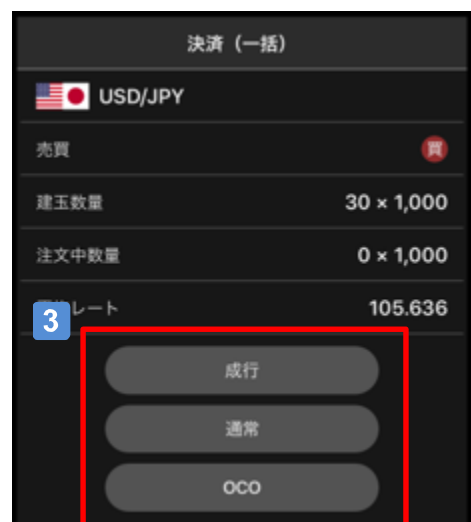 決済（一括）
USD/JPY
売買 買
建玉数量 30 × 1,000
注文中数量 0 × 1,000
レート 105.636
3
成行
通常
OCO